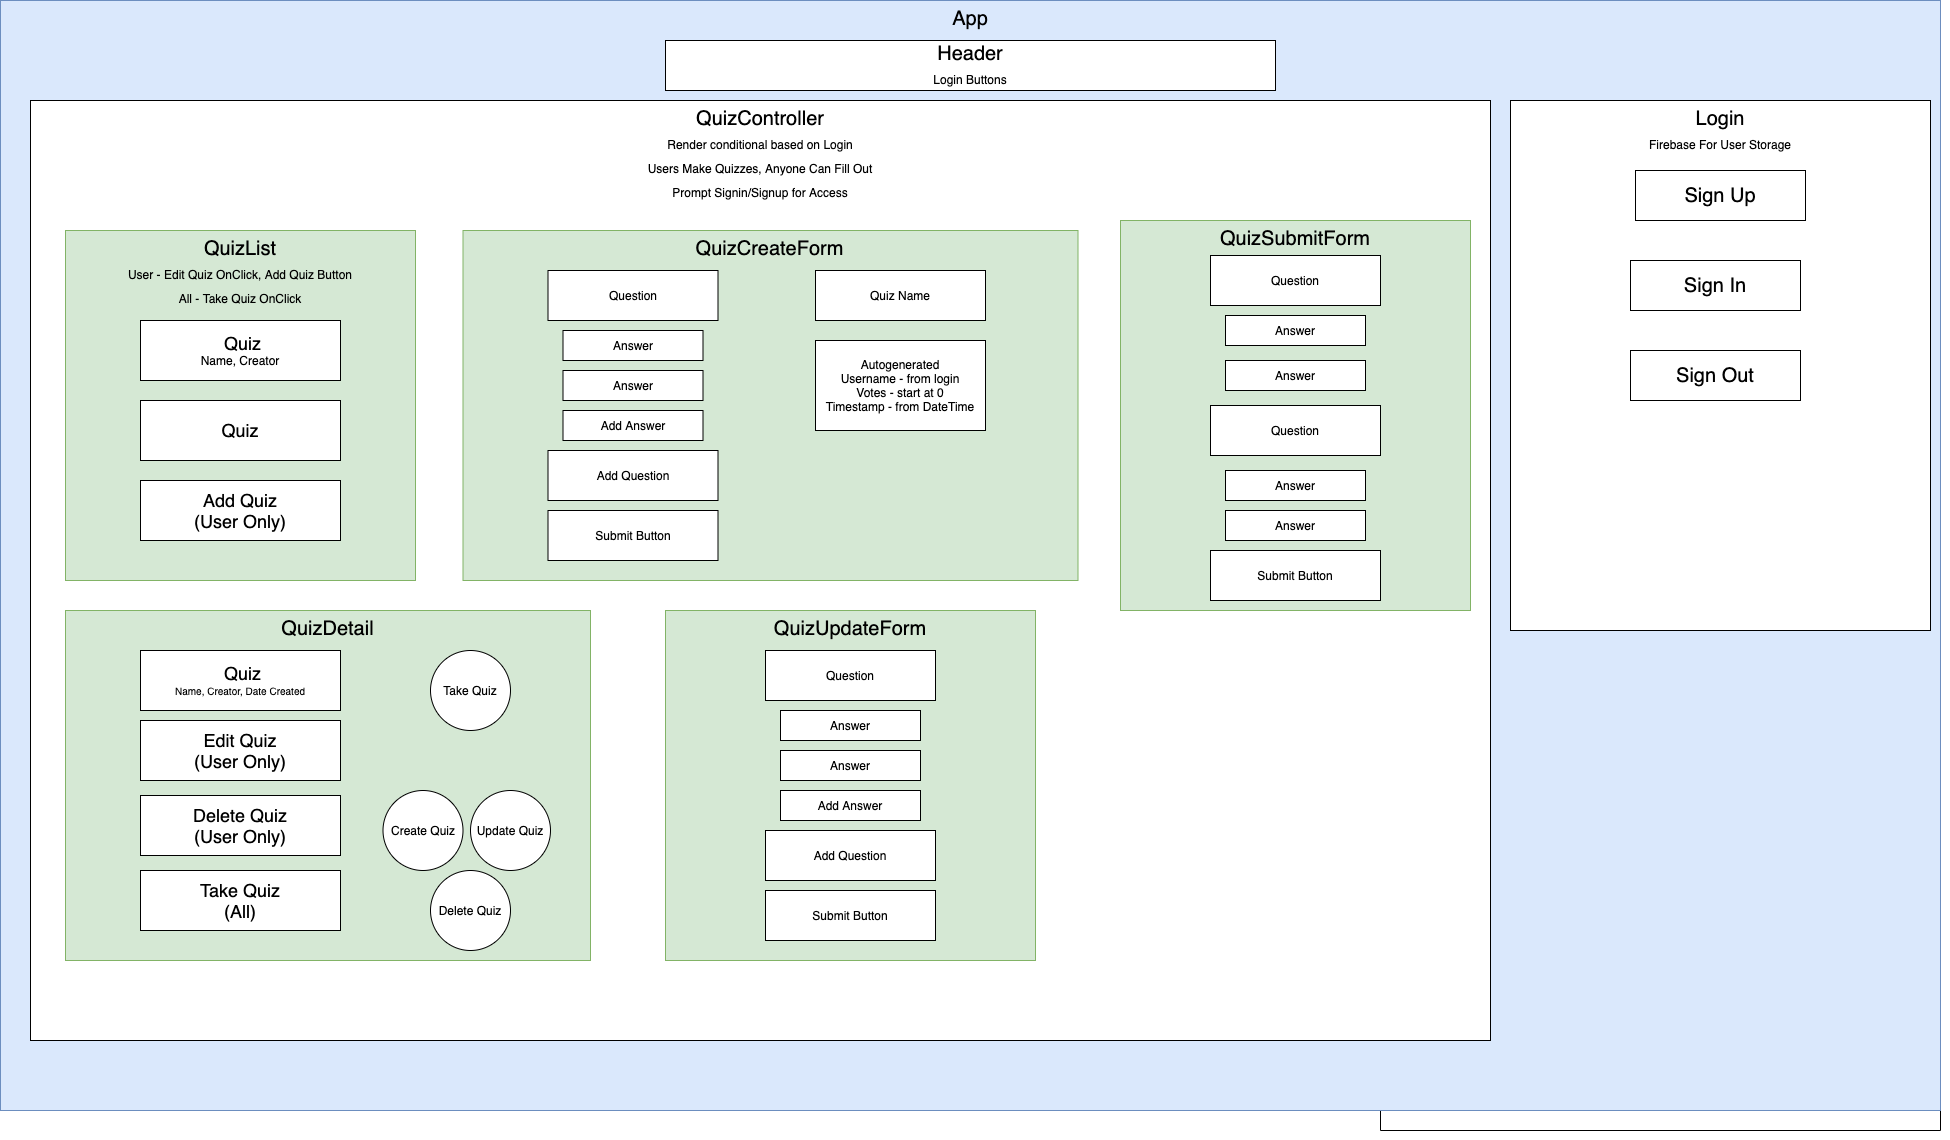 App
Header
Login Buttons
QuizController
Render conditional based on Login
Users Make Quizzes, Anyone Can Fill Out
Prompt Signin/Signup for Access
QuizList
User - Edit Quiz OnClick, Add Quiz Button
All - Take Quiz OnClick
Quiz
Name, Creator
Quiz
Add Quiz
(User Only)
QuizCreateForm
Question
Answer
Answer
Add Answer
Add Question
Submit Button
Quiz Name
Autogenerated
Username - from login
Votes - start at 0
Timestamp - from DateTime
QuizSubmitForm
Question
Answer
Answer
Question
Answer
Answer
Submit Button
QuizDetail
Quiz
Name, Creator, Date Created
Edit Quiz
(User Only)
Delete Quiz
(User Only)
Take Quiz
(All)
Take Quiz
Create Quiz
Update Quiz
Delete Quiz
QuizUpdateForm
Question
Answer
Answer
Add Answer
Add Question
Submit Button
Login
Firebase For User Storage
Sign Up
Sign In
Sign Out